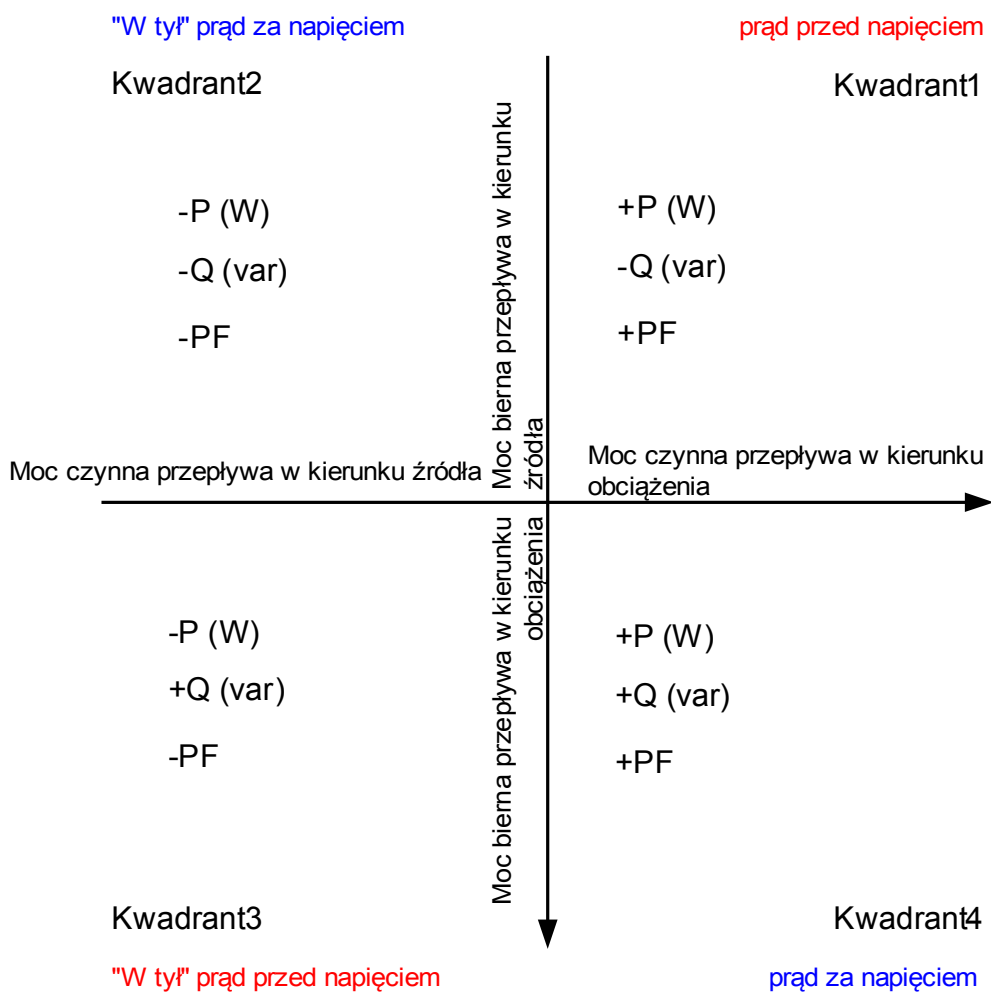 "W tył" prąd za napięciem
prąd przed napięciem
Kwadrant2
Kwadrant1
-P (W)
-Q (var)
-PF
Moc bierna przepływa w kierunku
źródła
+P (W)
-Q (var)
+PF
Moc czynna przepływa w kierunku źródła
Moc czynna przepływa w kierunku
obciążenia
-P (W)
+Q (var)
-PF
Moc bierna przepływa w kierunku
obciążenia
+P (W)
+Q (var)
+PF
Kwadrant3
Kwadrant4
"W tył" prąd przed napięciem
prąd za napięciem